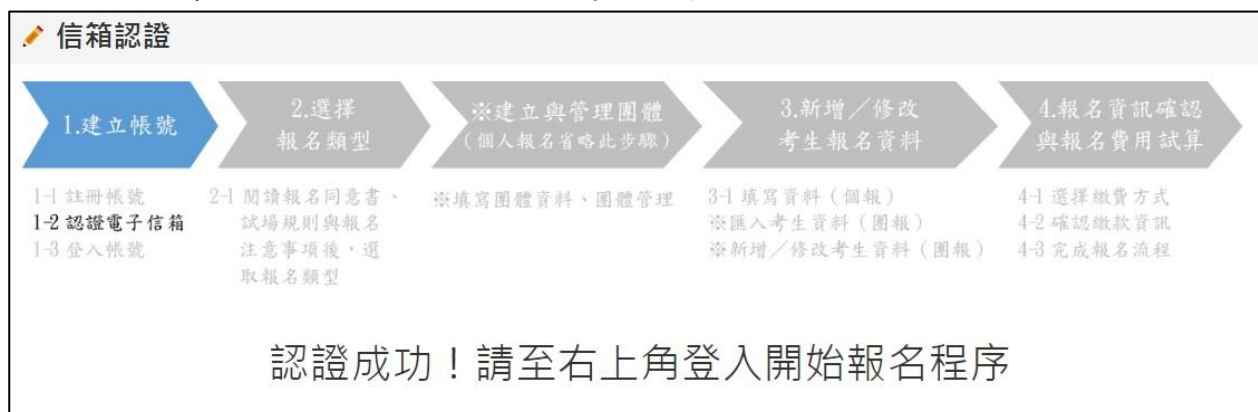 信箱認證
1.建立帳號
2.選擇
報名類型
※建立與管理團體
(個人報名省略此步驟)
3.新增／修改
考生報名資料
4.報名資訊確認
與報名費用試算
1-1 註冊帳號
1-2 認證電子信箱
1-3 登入帳號
2-1 閱讀報名同意書、
試場規則與報名
注意事項後，選
取報名類型
※填寫團體資料、團體管理
3-1 填寫資料（個報）
※匯入考生資料（團報）
※新增／修改考生資料（團報）
4-1 選擇繳費方式
4-2 確認繳款資訊
4-3 完成報名流程
認證成功！請至右上角登入開始報名程序